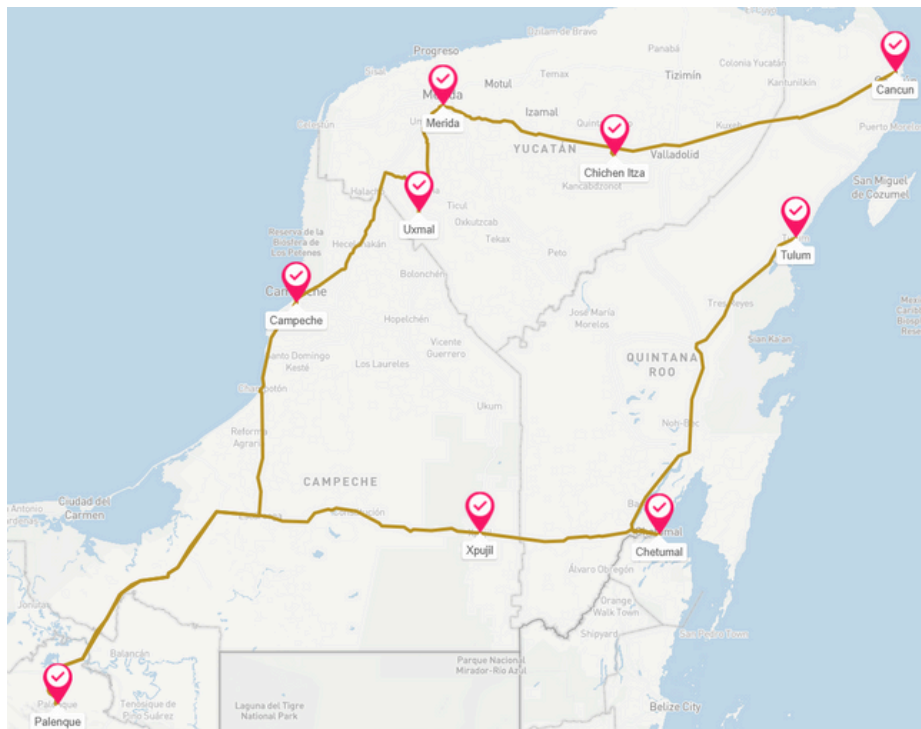 Dzilam de Bravo
Progreso
Panabá
Colonia Yucatán
Sisal
Motul
Temax
Tizimín
Kantunilkín
Cancun
Merida
Izamal
Celestún
Puerto Morelos
YUCATÁN
Valladolid
Chichen Itza
Kancabdzonot
San Miguel
de Cozumel
Ticul
Oxkutzcab
Uxmal
Tekax
Peto
Reserva de la
Biosfera de
Los Petenes
Hecelchakán
Tulum
Bolonchén
Campeche
Tres Reyes
Hopelchén
José María
Morelos
Vicente
Guerrero
Sian Ka'an
Santo Domingo
Kesté
Los Laureles
QUINTANA
ROO
Champotón
Ukum
Noh-Bec
Reforma
Agraria
CAMPECHE
Ciudad del
Carmen
Constitución
Xpujil
Chetumal
Álvaro Obregón
Orange
Walk Town
Jonutas
Shipyard
San Pedro Town
Balancán
Parque Nacional
Mirador-Río Azul
Palenque
Tenosique de
Pino Suárez
Laguna del Tigre
National Park
Belize City